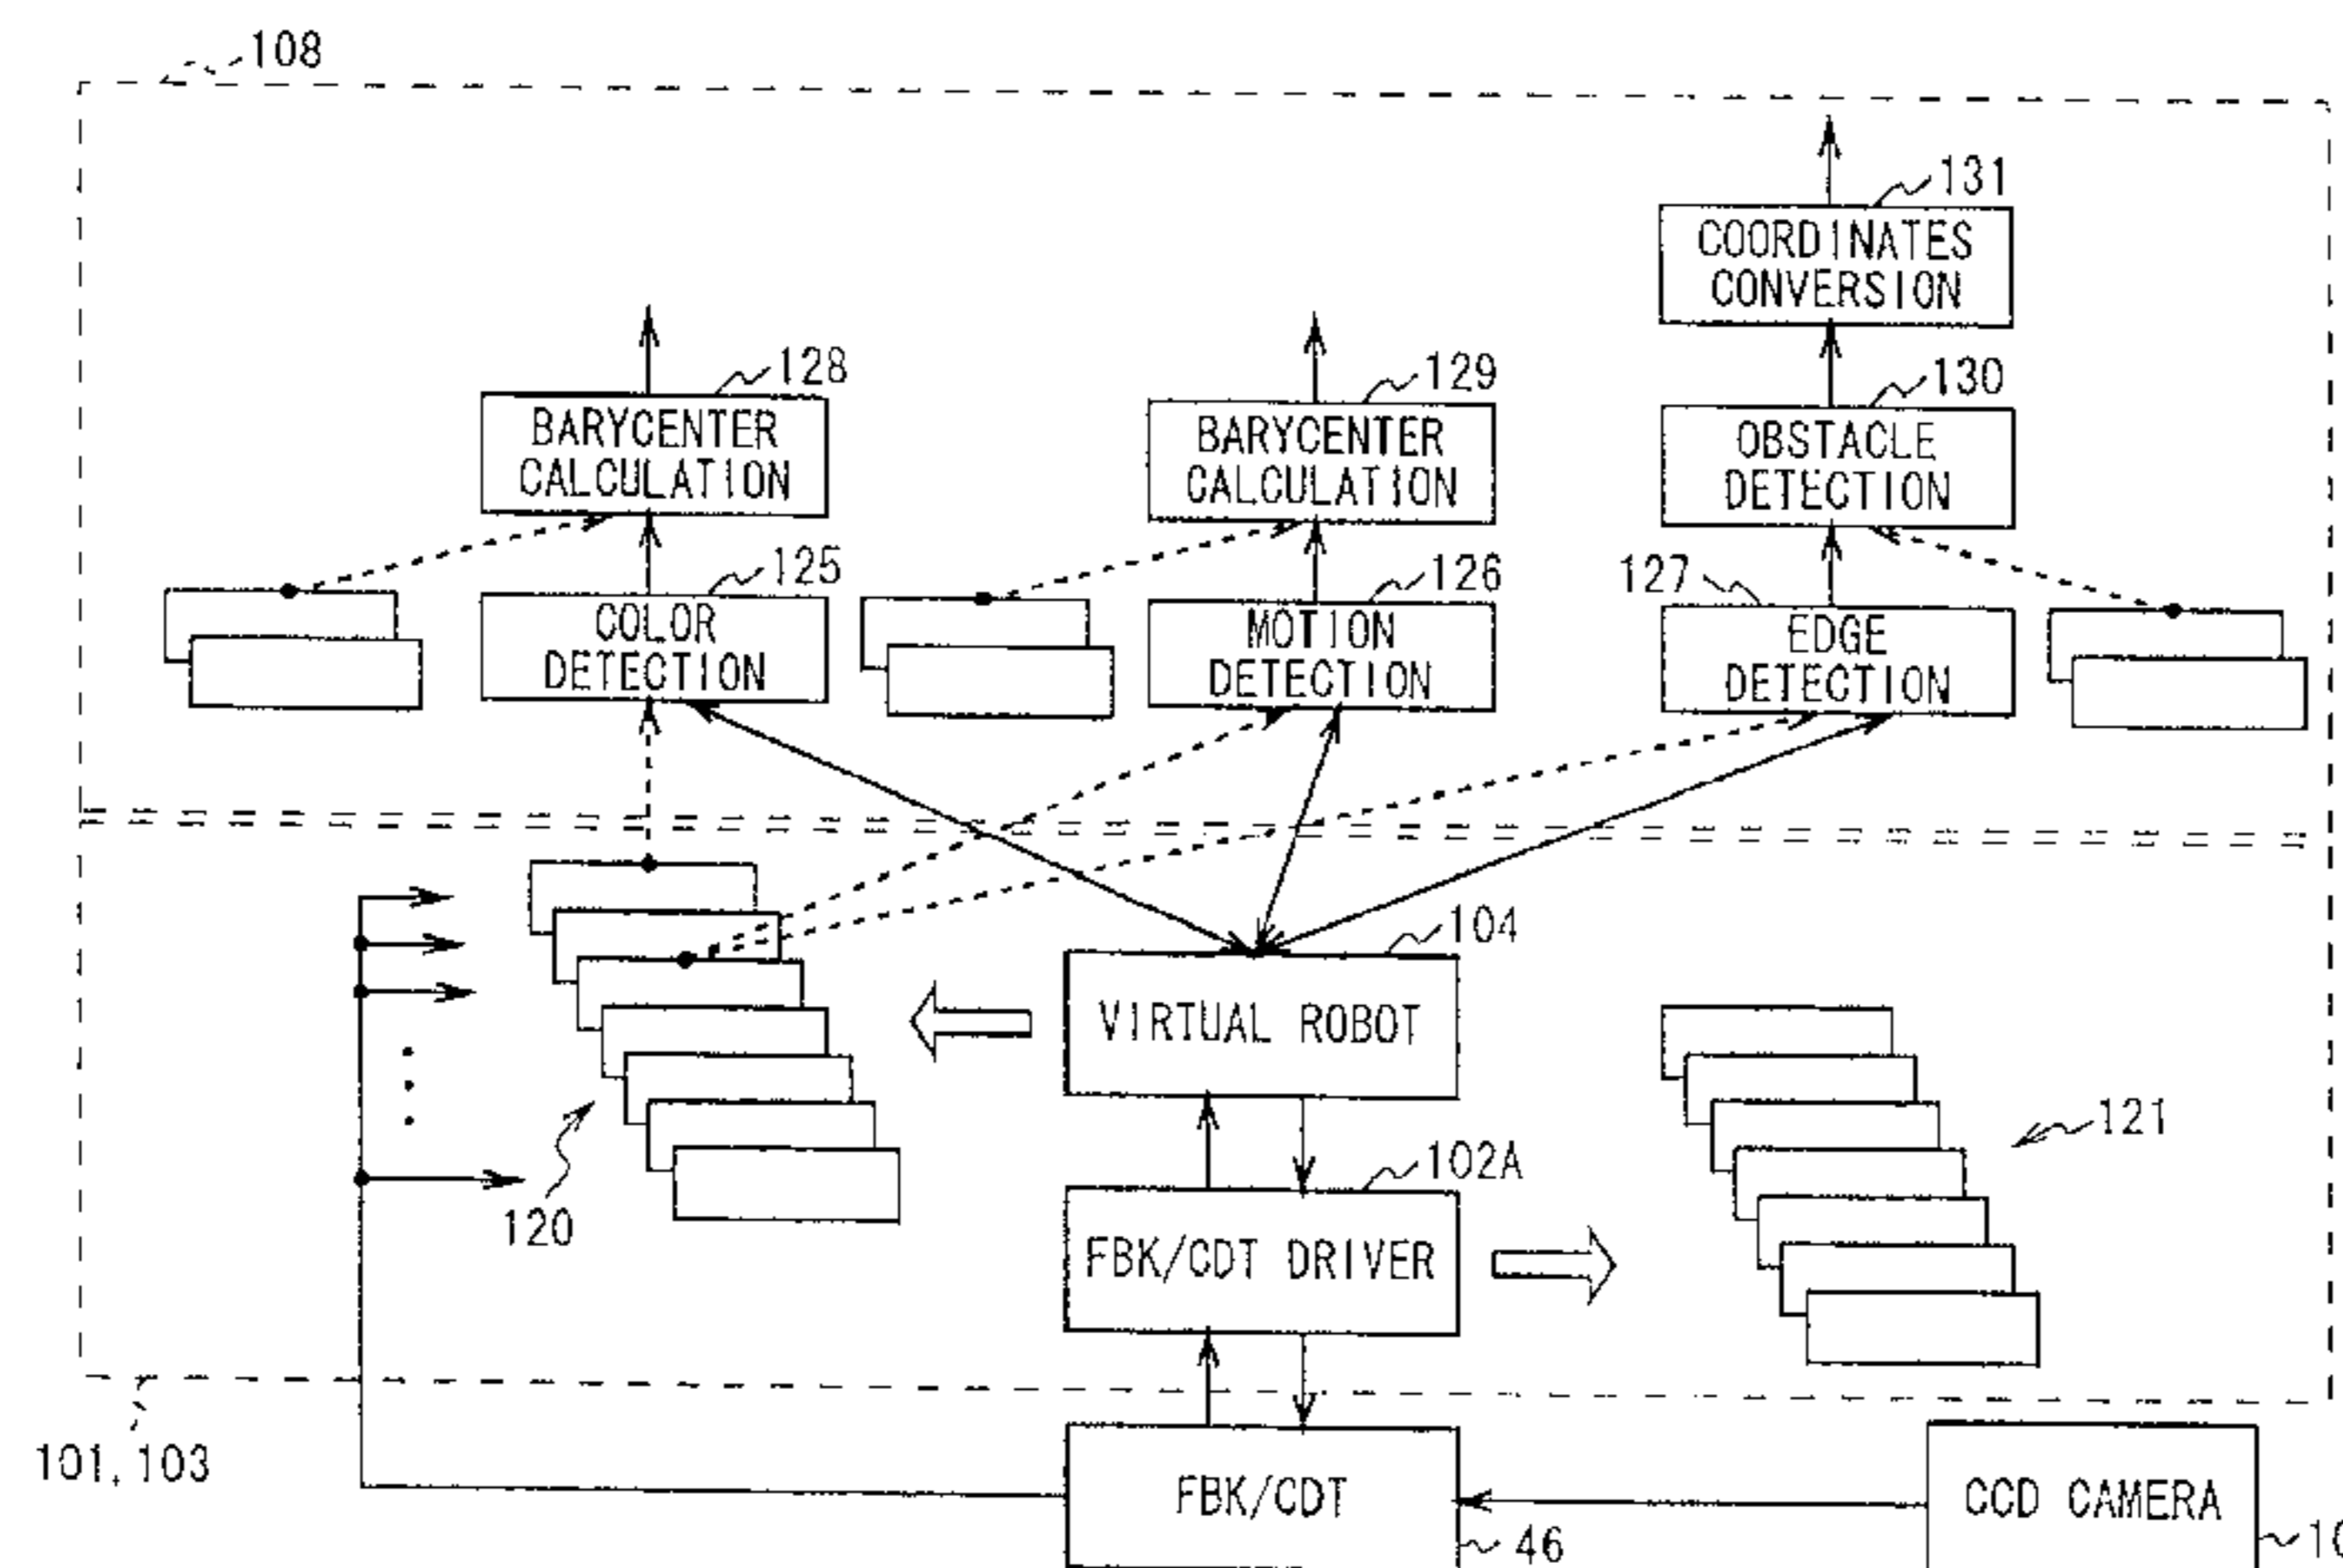 108
131
COORDINATES
CONVERSION
128
BARYCENTER
CALCULATION
129
BARYCENTER
CALCULATION
130
OBSTACLE
DETECTION
125
COLOR
DETECTION
126
MOTION
DETECTION
127
EDGE
DETECTION
104
VIRTUAL ROBOT
120
121
102A
FBK/CDT DRIVER
101,103
FBK/CDT
46
CCD CAMERA